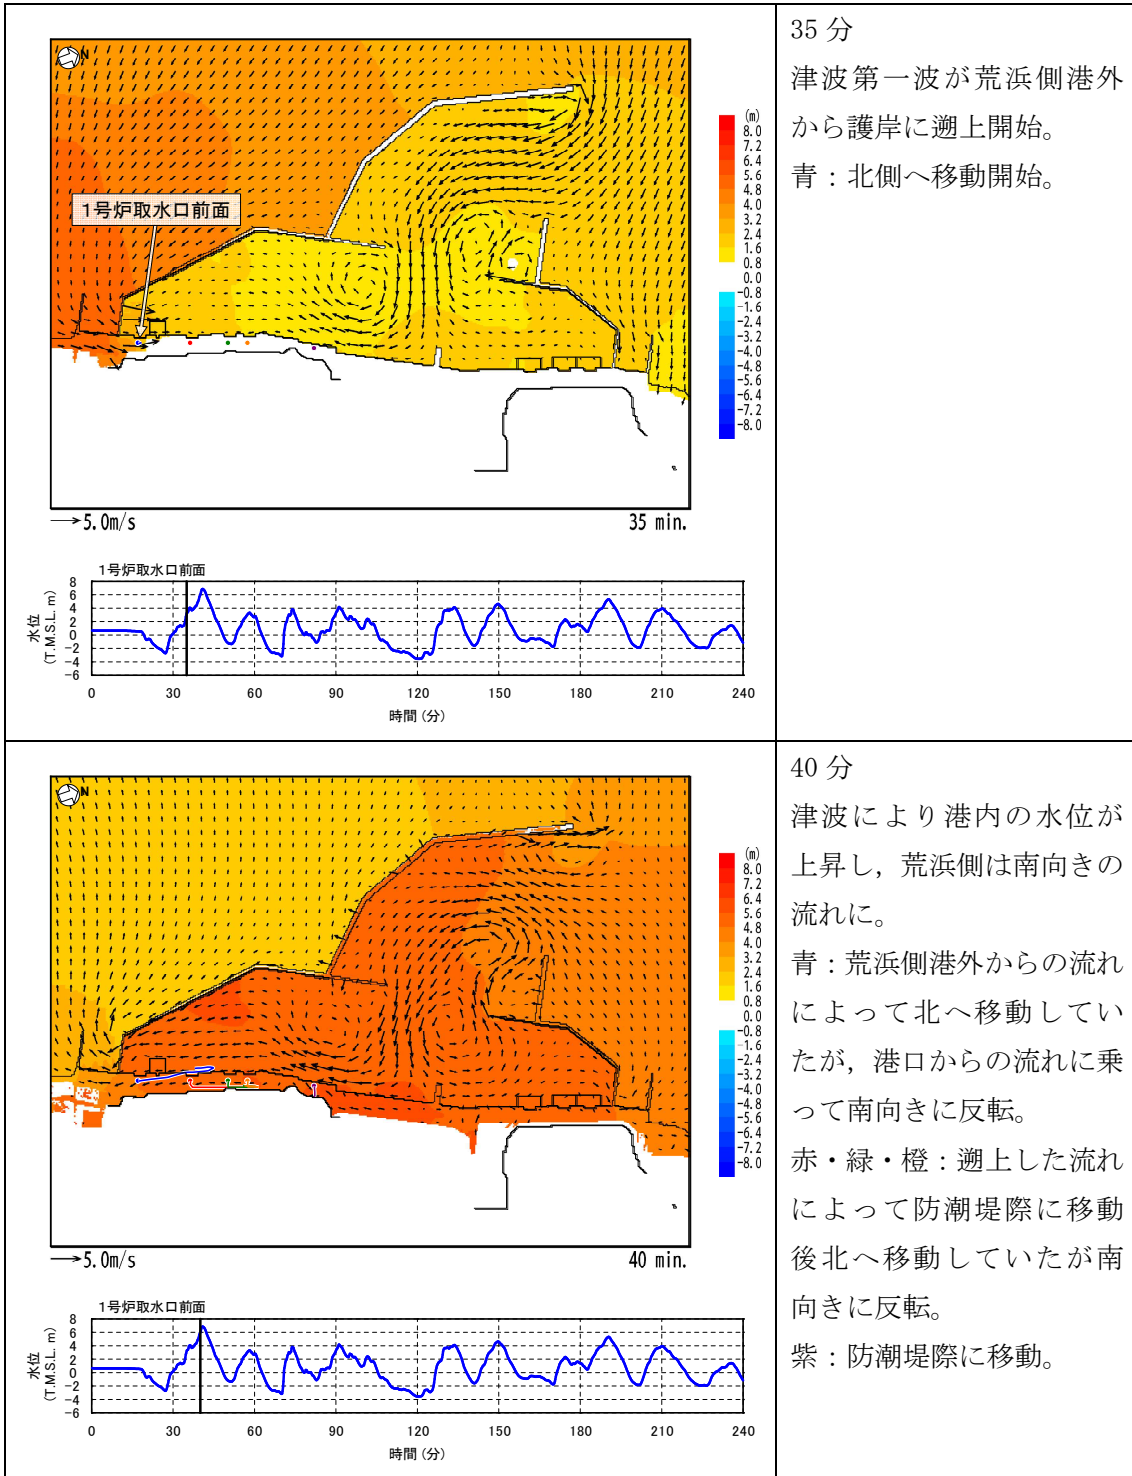 35 分
津波第一波が荒浜側港外
から護岸に遡上開始。
青：北側へ移動開始。
N
1号炉取水口前面
(m)
8.0
7.2
6.4
5.6
4.8
4.0
3.2
2.4
1.6
0.8
0.0
-0.8
-1.6
-2.4
-3.2
-4.0
-4.8
-5.6
-6.4
-7.2
-8.0
5.0m/s
35 min.
1号炉取水口前面
水位
(T.M.S.L. m)
8
6
4
2
0
-2
-4
-6
0 30 60 90 120 150 180 210 240
時間(分)
40 分
津波により港内の水位が
上昇し，荒浜側は南向きの
流れに。
青：荒浜側港外からの流れ
によって北へ移動してい
たが，港口からの流れに乗
って南向きに反転。
赤・緑・橙：遡上した流れ
によって防潮堤際に移動
後北へ移動していたが南
向きに反転。
紫：防潮堤際に移動。
N
(m)
8.0
7.2
6.4
5.6
4.8
4.0
3.2
2.4
1.6
0.8
0.0
-0.8
-1.6
-2.4
-3.2
-4.0
-4.8
-5.6
-6.4
-7.2
-8.0
5.0m/s
40 min.
1号炉取水口前面
水位
(T.M.S.L. m)
8
6
4
2
0
-2
-4
-6
0 30 60 90 120 150 180 210 240
時間(分)